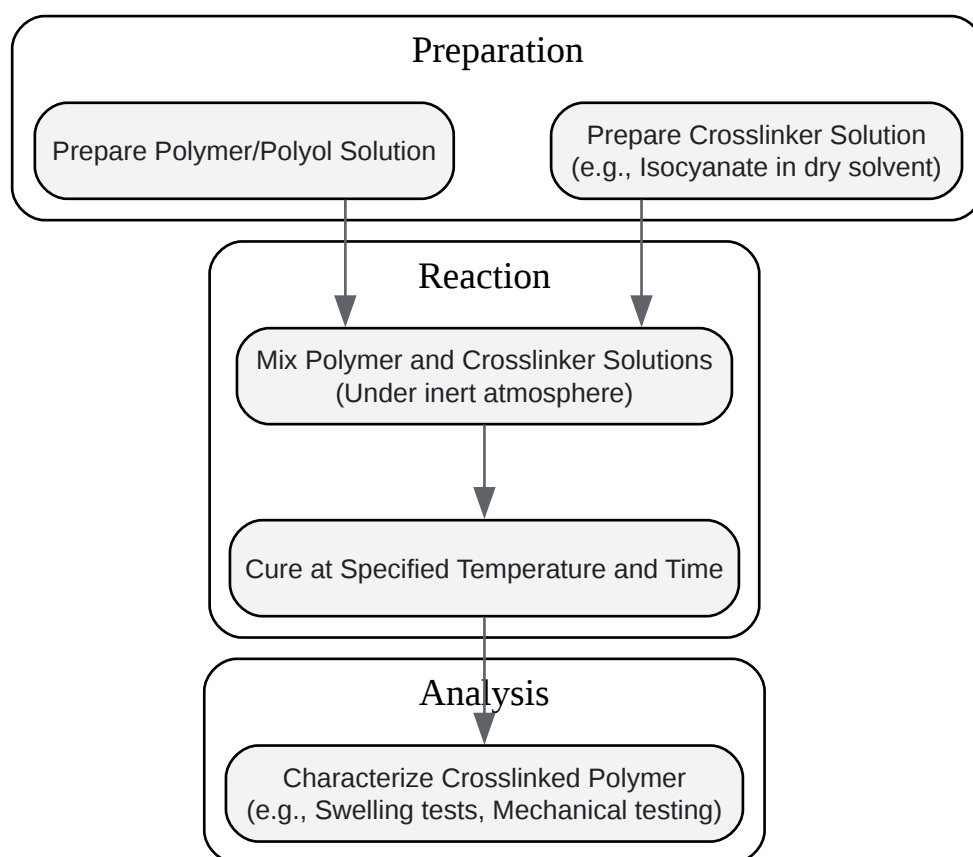 Preparation
Prepare Polymer/Polyol Solution
Prepare Crosslinker Solution
(e.g., Isocyanate in dry solvent)
Reaction
Mix Polymer and Crosslinker Solutions
(Under inert atmosphere)
Cure at Specified Temperature and Time
Analysis
Characterize Crosslinked Polymer
(e.g., Swelling tests, Mechanical testing)